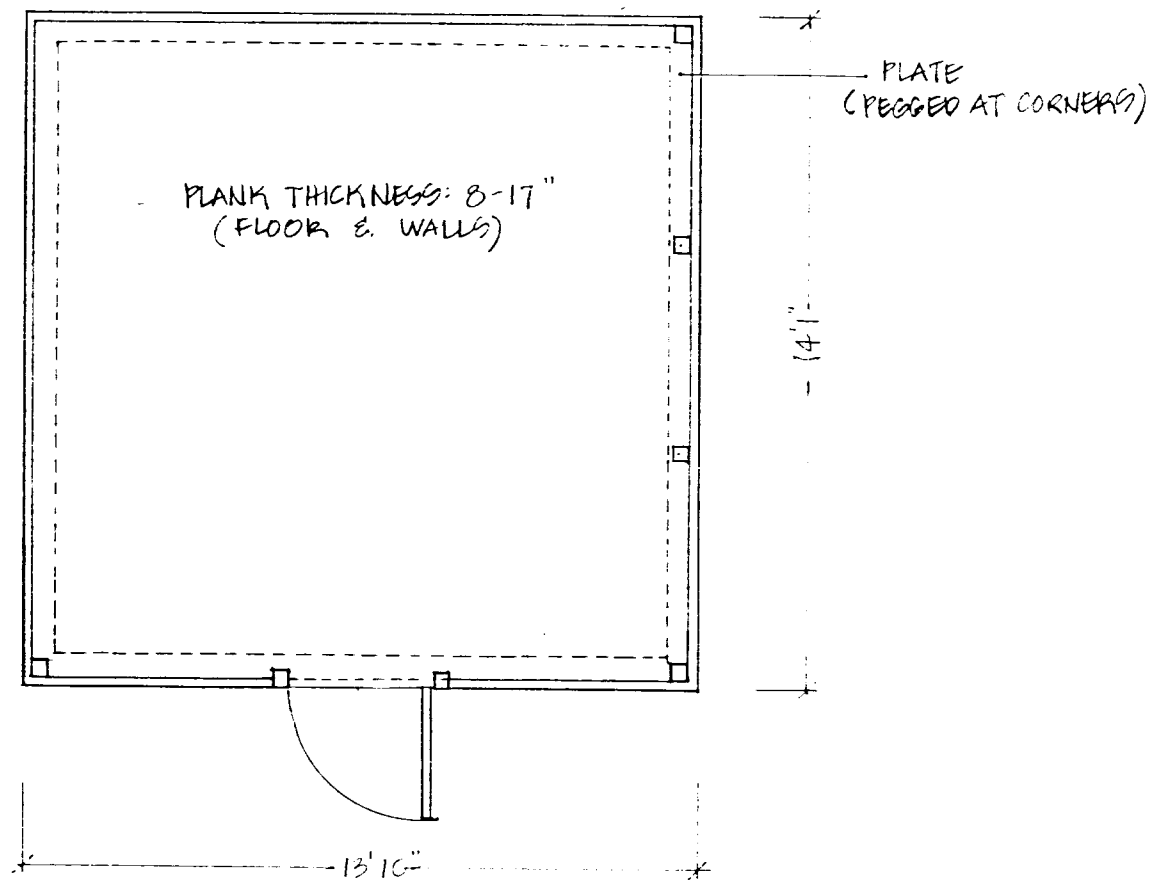 PLATE
(PEGGED AT CORNERS)
PLANK THICKNESS: 8-17"
(FLOOR & WALLS)
14'1"
13'10"